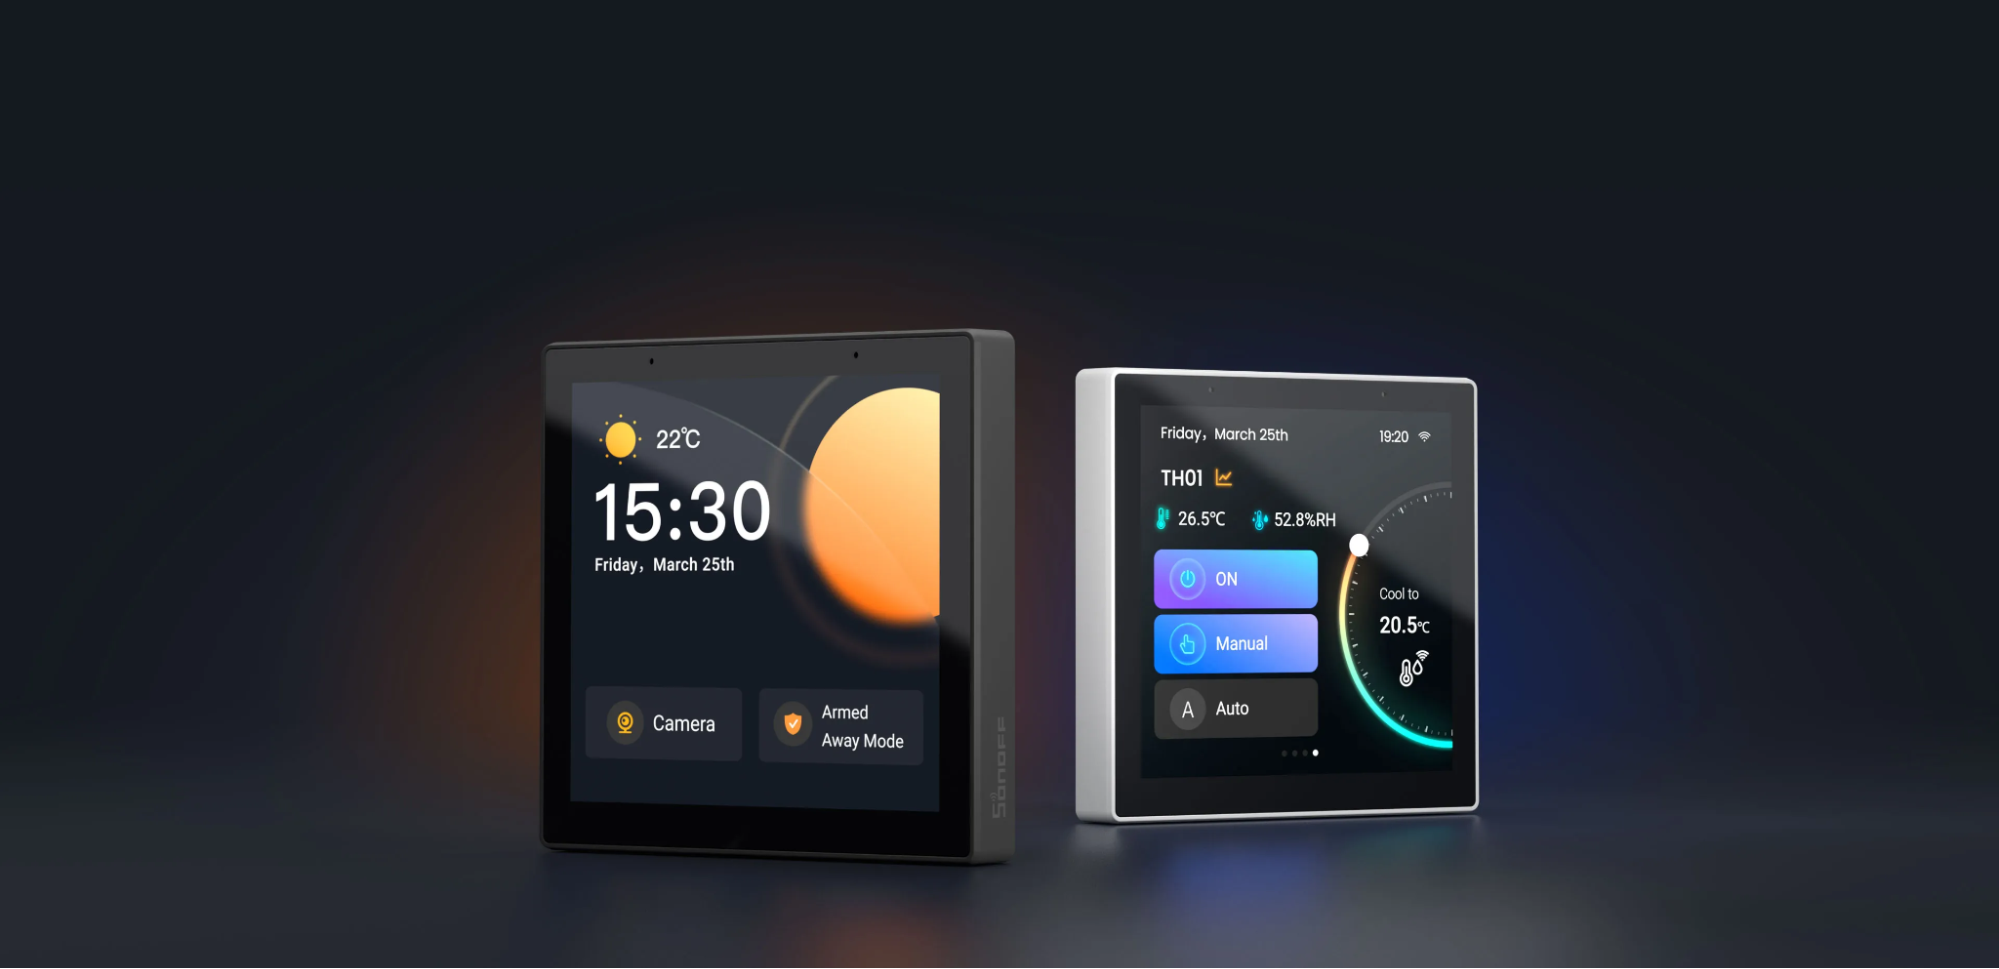 22℃
15:30
Friday，March 25th
Camera
Armed
Away Mode
SONOFF
Friday，March 25th
19:20
TH01
26.5℃
52.8%RH
ON
Manual
A
Auto
Cool to
20.5℃